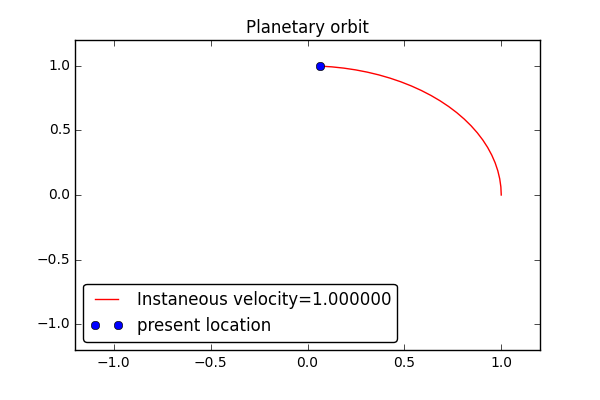 Planetary orbit
1.0
0.5
0.0
−0.5
−1.0
Instaneous velocity=1.000000
present location
−1.0 −0.5 0.0 0.5 1.0